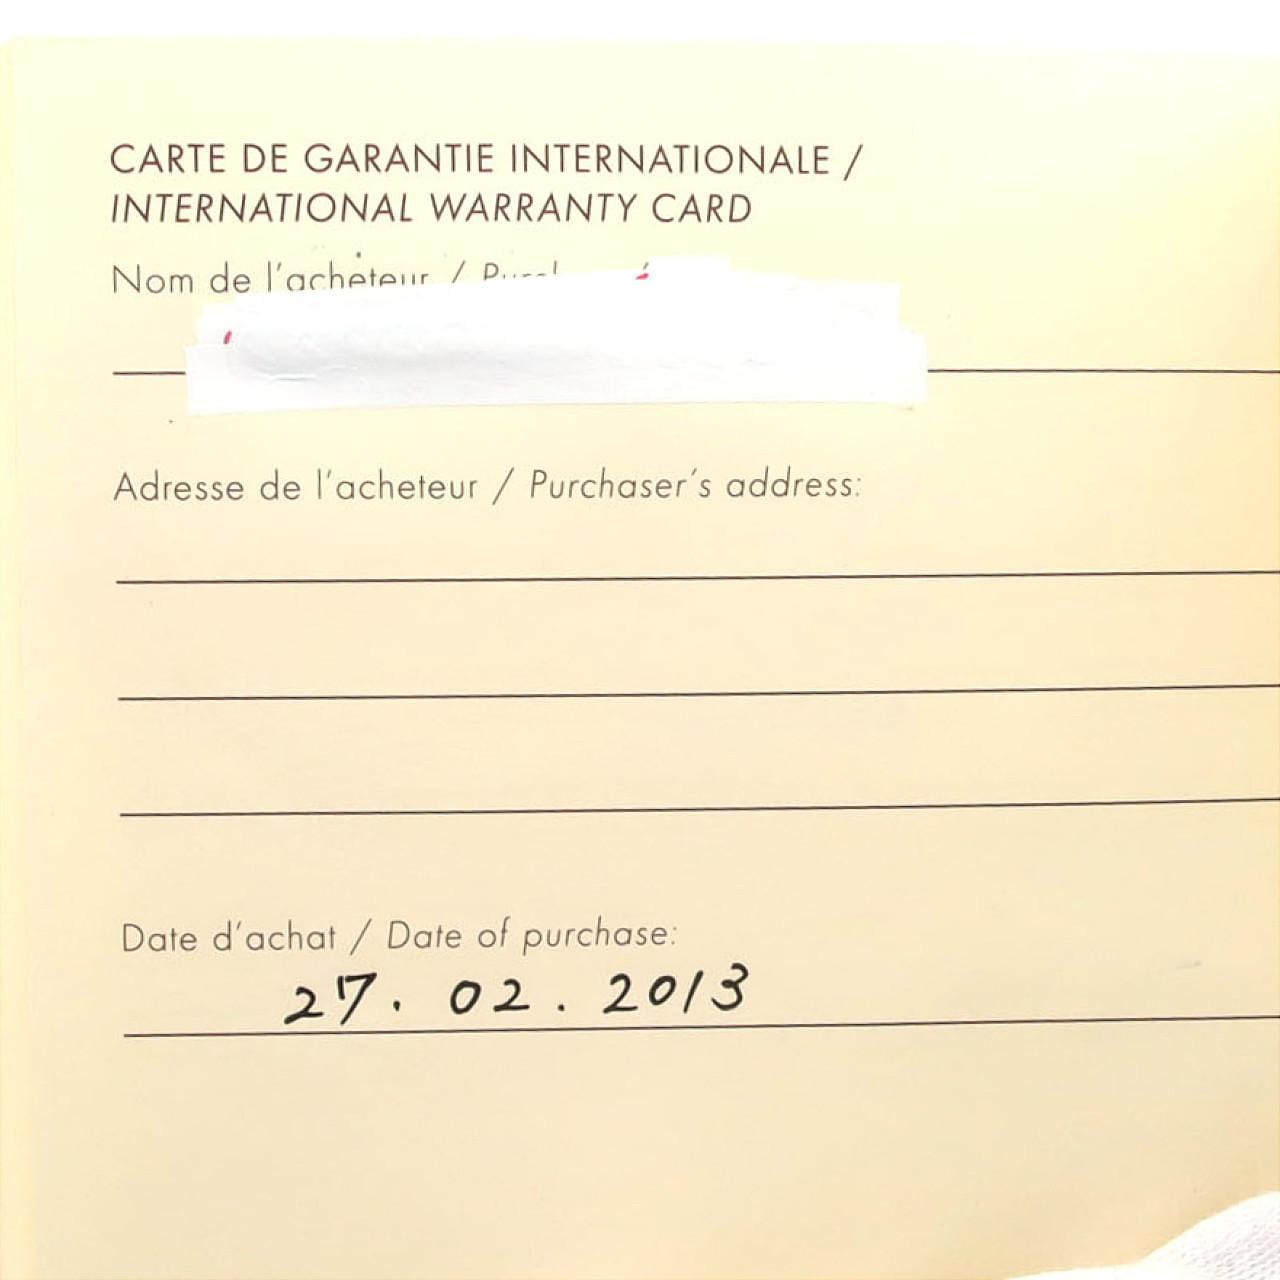 CARTE DE GARANTIE INTERNATIONALE /
INTERNATIONAL WARRANTY CARD
Nom de l'acheteur /
Adresse de l'acheteur / Purchaser's address:
Date d'achat / Date of purchase:
27. 02. 2013